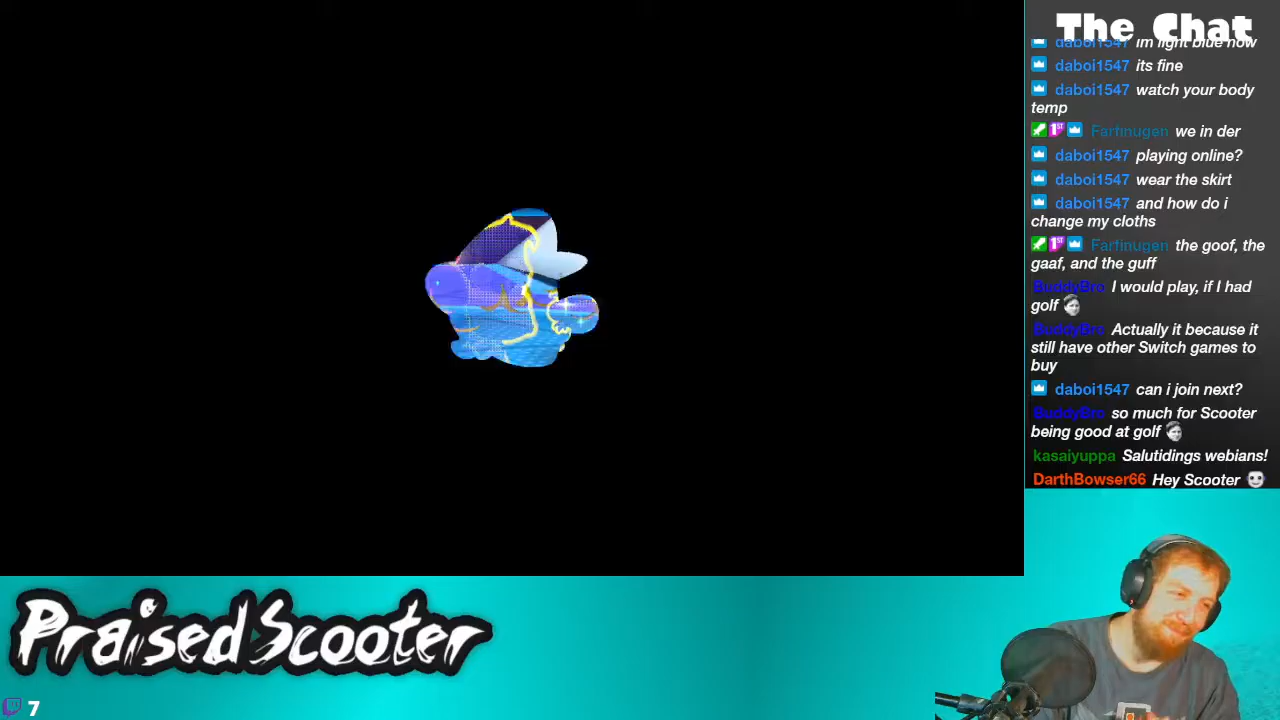 The Chat
daboi1547 im light blue now
daboi1547 its fine
daboi1547 watch your body
temp
1ST Farfinugen we in der
daboi1547 playing online?
daboi1547 wear the skirt
daboi1547 and how do i
change my cloths
1ST Farfinugen the goof, the
gaaf, and the guff
BuddyBro I would play, if I had
golf
BuddyBro Actually it because it
still have other Switch games to
buy
daboi1547 can i join next?
BuddyBro so much for Scooter
being good at golf
kasaiyuppa Salutidings webians!
DarthBowser66 Hey Scooter
PraisedScooter
7